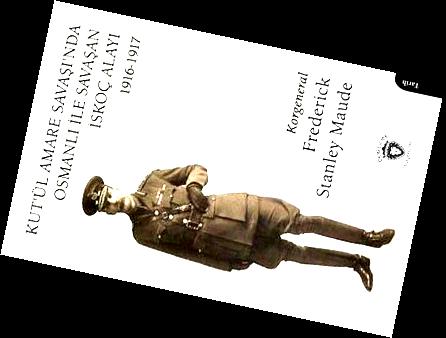 KUT'ÜL AMARE SAVAŞI'NDA
OSMANLI İLE SAVAŞAN
İSKOÇ ALAYI
1916-1917
Korgeneral
Frederick
Stanley Maude
Tarih